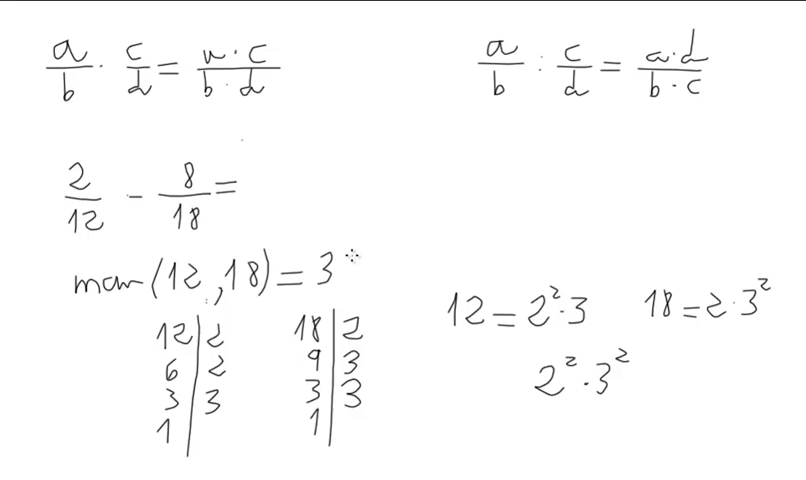 a/b · c/d = a·c/b·d
a/b : c/d = a·d/b·c
2/12 - 8/18 =
mcm(12,18)=3
12 = 2²·3
18 = 2·3²
2²·3²
12 | 2
6 | 2
3 | 3
1 |
18 | 2
9 | 3
3 | 3
1 |